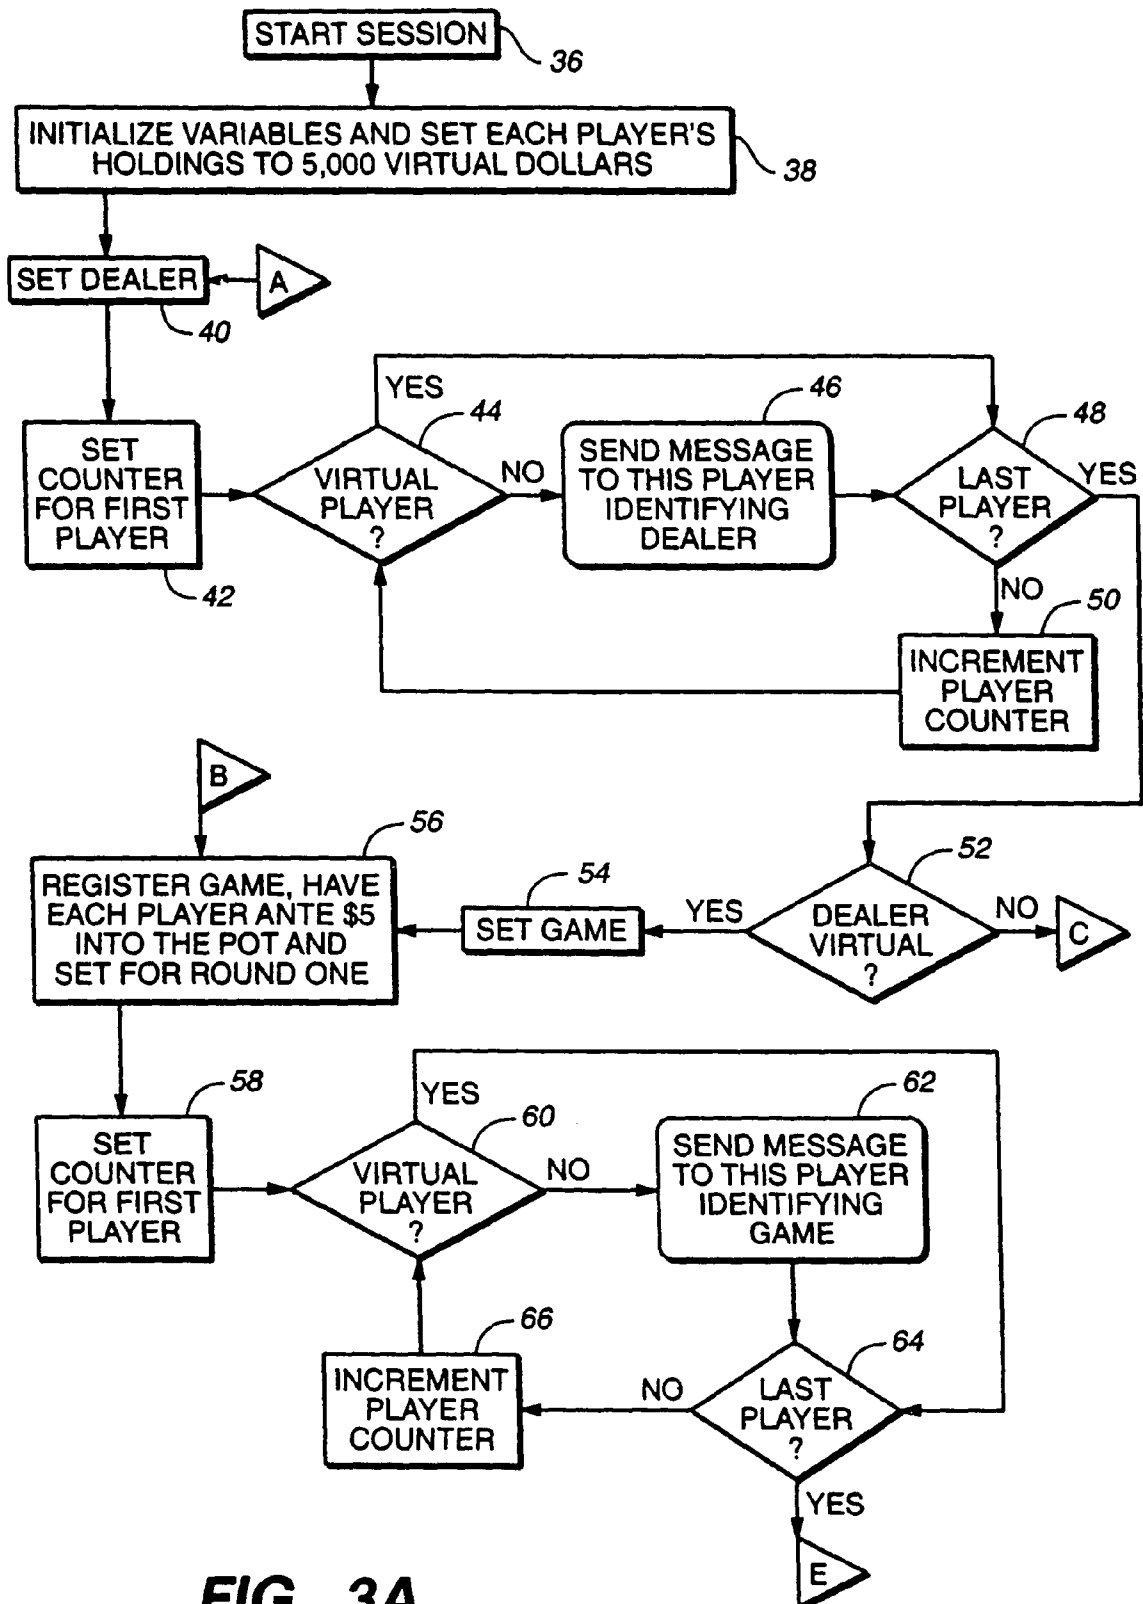 START SESSION
36
INITIALIZE VARIABLES AND SET EACH PLAYER'S
HOLDINGS TO 5,000 VIRTUAL DOLLARS
38
SET DEALER
A
40
YES
44
46
48
SET
COUNTER
FOR FIRST
PLAYER
42
VIRTUAL
PLAYER
?
NO
SEND MESSAGE
TO THIS PLAYER
IDENTIFYING
DEALER
LAST
PLAYER
?
YES
NO
50
INCREMENT
PLAYER
COUNTER
B
56
REGISTER GAME, HAVE
EACH PLAYER ANTE $5
INTO THE POT AND
SET FOR ROUND ONE
54
SET GAME
YES
52
DEALER
VIRTUAL
?
NO
C
58
SET
COUNTER
FOR FIRST
PLAYER
YES
60
VIRTUAL
PLAYER
?
NO
62
SEND MESSAGE
TO THIS PLAYER
IDENTIFYING
GAME
66
INCREMENT
PLAYER
COUNTER
NO
64
LAST
PLAYER
?
YES
E
FIG. 3A